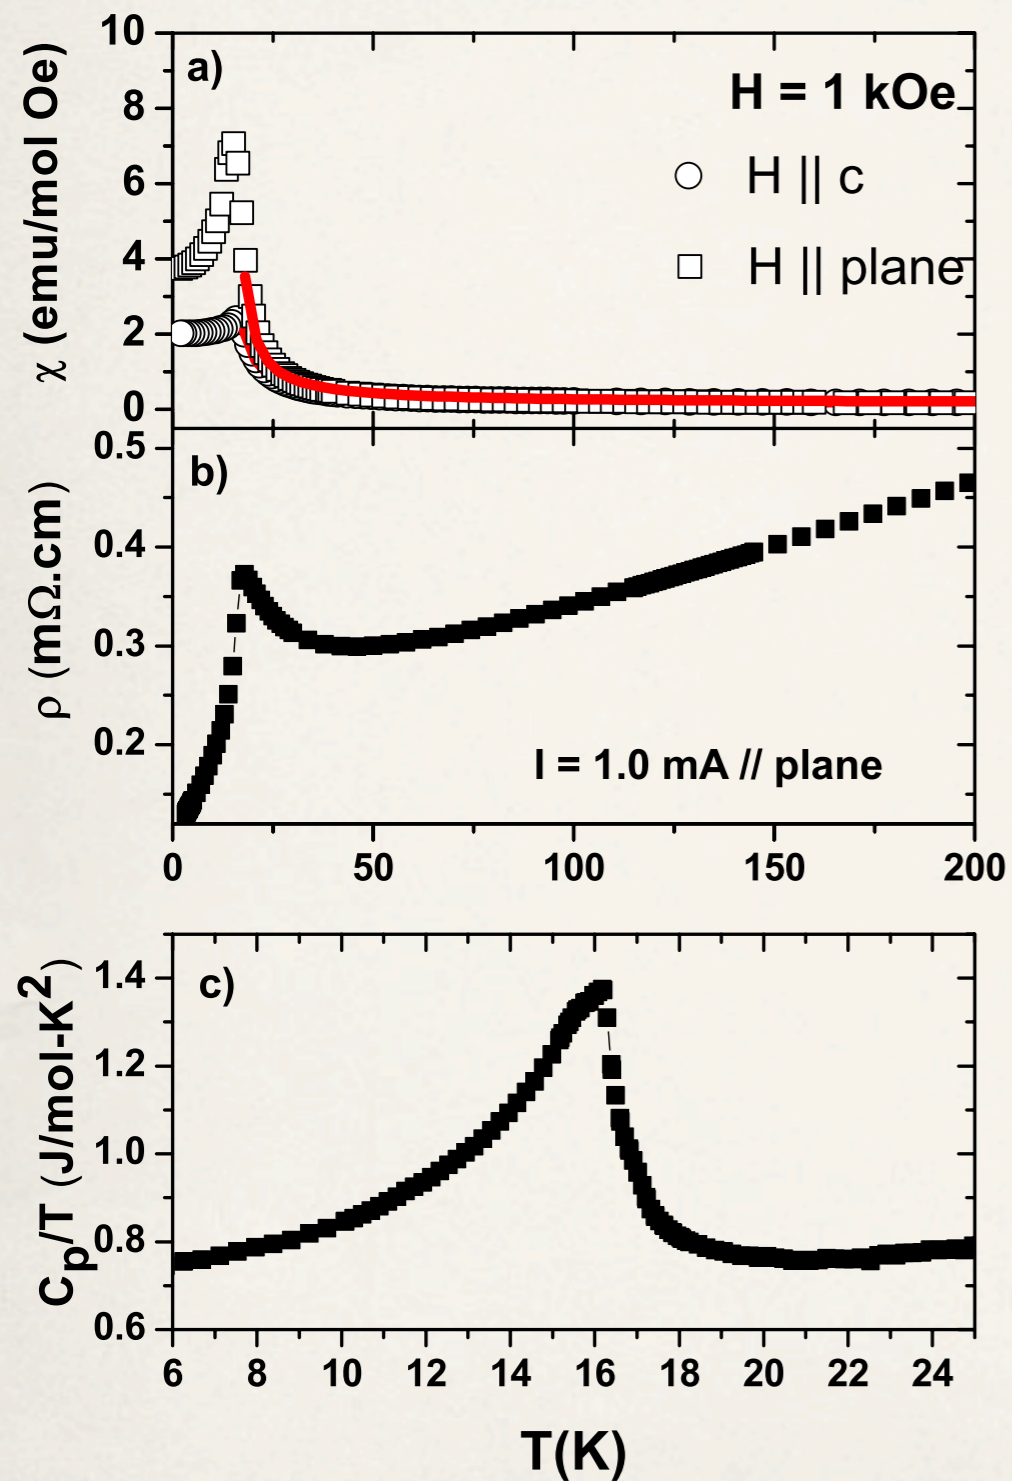 10
8
6
4
2
0
χ (emu/mol Oe)
a)
H = 1 kOe
H || c
H || plane
0.5
0.4
0.3
0.2
ρ (mΩ.cm)
b)
I = 1.0 mA // plane
0 50 100 150 200
1.4
1.2
1.0
0.8
0.6
Cp/T (J/mol-K²)
c)
6 8 10 12 14 16 18 20 22 24
T(K)